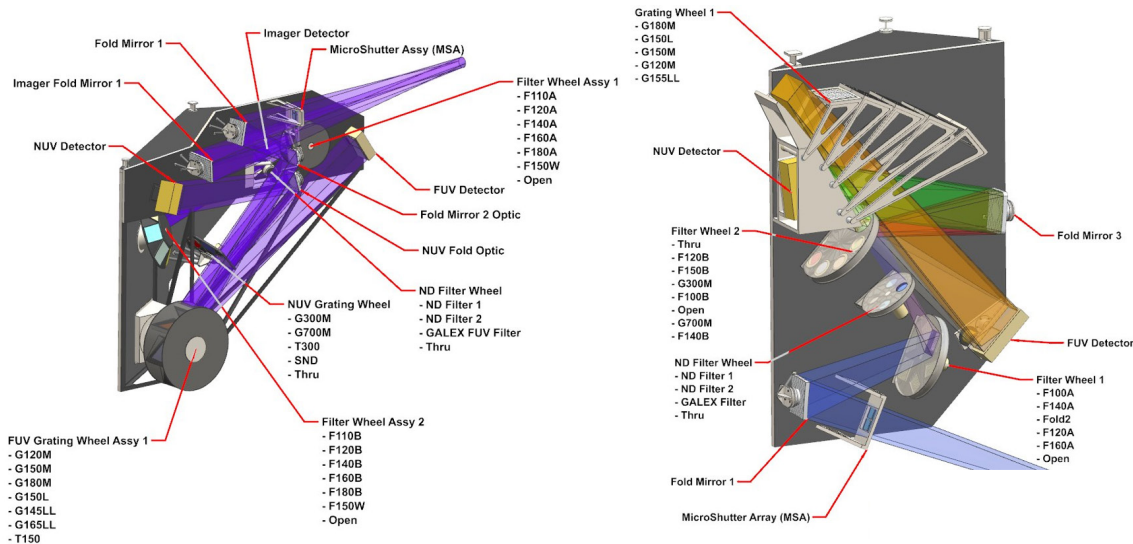 Imager Detector
Fold Mirror 1
MicroShutter Assy (MSA)
Imager Fold Mirror 1
Filter Wheel Assy 1
- F110A
- F120A
- F140A
- F160A
- F180A
- F150W
- Open
NUV Detector
FUV Detector
Fold Mirror 2 Optic
NUV Fold Optic
ND Filter Wheel
- ND Filter 1
- ND Filter 2
- GALEX FUV Filter
- Thru
NUV Grating Wheel
- G300M
- G700M
- T300
- SND
- Thru
Filter Wheel Assy 2
- F110B
- F120B
- F140B
- F160B
- F180B
- F150W
- Open
FUV Grating Wheel Assy 1
- G120M
- G150M
- G180M
- G150L
- G145LL
- G165LL
- T150
Grating Wheel 1
- G180M
- G150L
- G150M
- G120M
- G155LL
NUV Detector
Fold Mirror 3
Filter Wheel 2
- Thru
- F120B
- F150B
- G300M
- F100B
- Open
- G700M
- F140B
FUV Detector
ND Filter Wheel
- ND Filter 1
- ND Filter 2
- GALEX Filter
- Thru
Filter Wheel 1
- F100A
- F140A
- Fold2
- F120A
- F160A
- Open
Fold Mirror 1
MicroShutter Array (MSA)